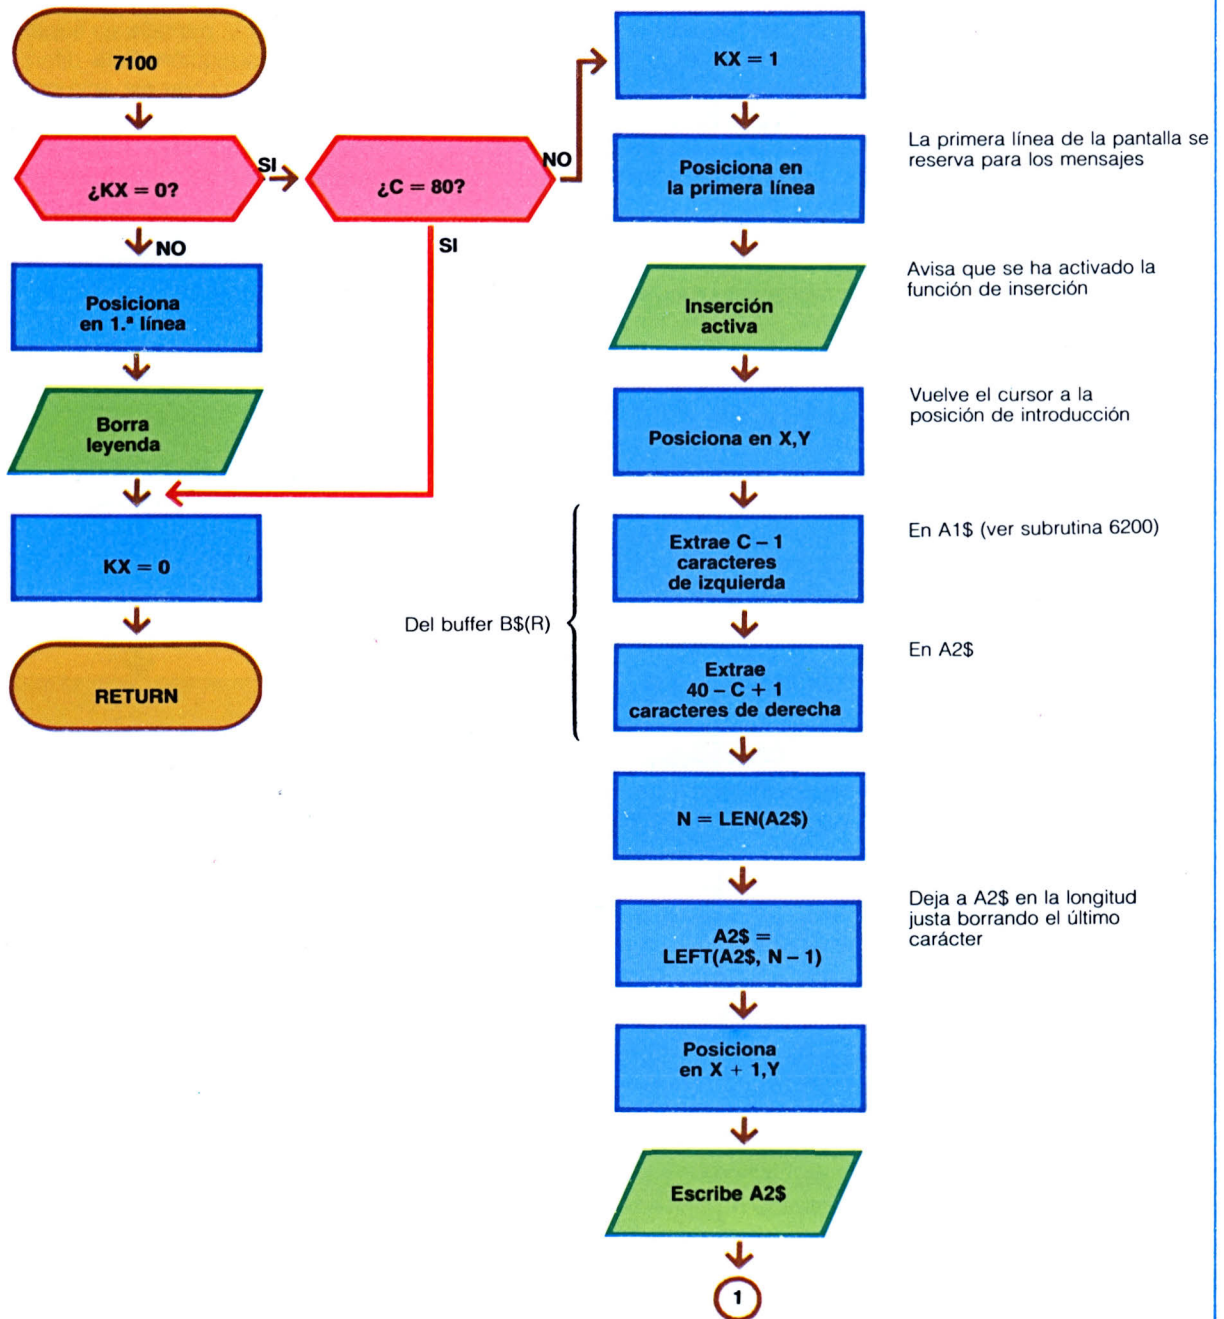 7100
¿KX = 0?
SI
¿C = 80?
NO
SI
NO
Posiciona
en 1.ª línea
Borra
leyenda
KX = 0
RETURN
KX = 1
La primera línea de la pantalla se
reserva para los mensajes
Posiciona en
la primera línea
Avisa que se ha activado la
función de inserción
Inserción
activa
Vuelve el cursor a la
posición de introducción
Posiciona en X,Y
Del buffer B$(R)
Extrae C – 1
caracteres
de izquierda
En A1$ (ver subrutina 6200)
Extrae
40 – C + 1
caracteres de derecha
En A2$
N = LEN(A2$)
Deja a A2$ en la longitud
justa borrando el último
carácter
A2$ =
LEFT(A2$, N – 1)
Posiciona
en X + 1,Y
Escribe A2$
1